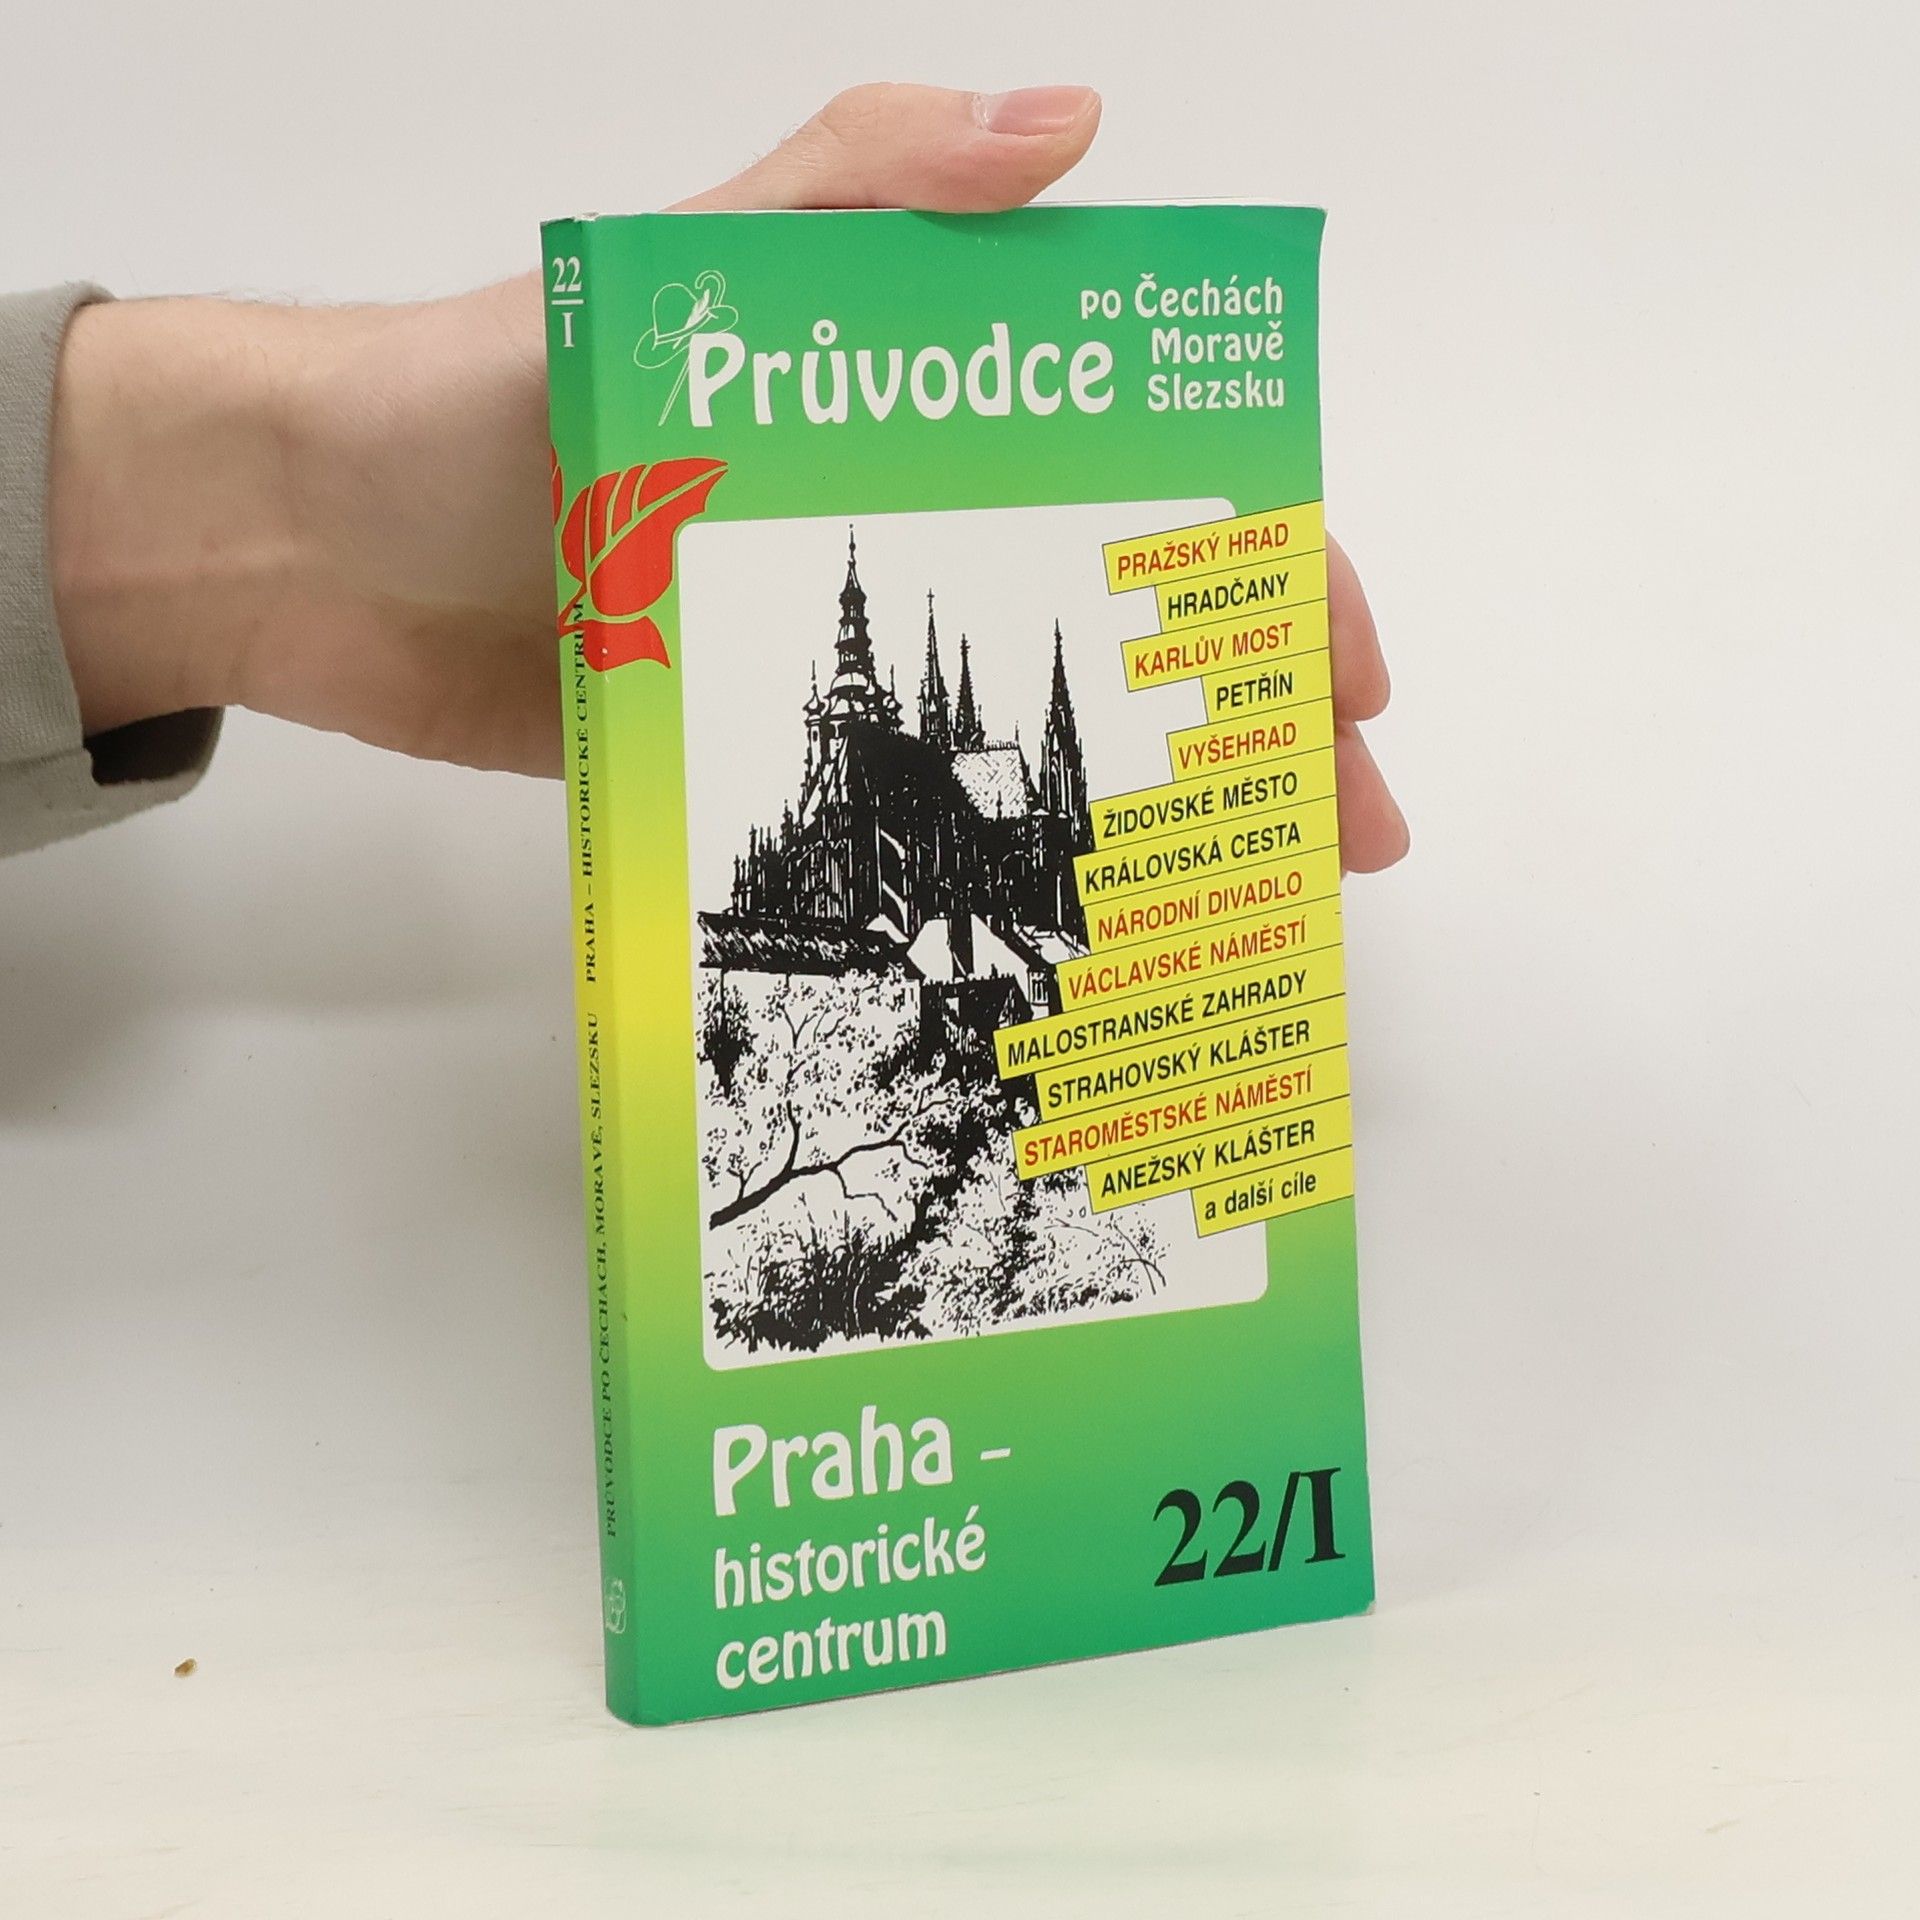 22
I
PRŮVODCE PO ČECHÁCH, MORAVĚ, SLEZSKU PRAHA – HISTORICKÉ CENTRUM
Průvodce
po Čechách
Moravě
Slezsku
PRAŽSKÝ HRAD
HRADČANY
KARLŮV MOST
PETŘÍN
VYŠEHRAD
ŽIDOVSKÉ MĚSTO
KRÁLOVSKÁ CESTA
NÁRODNÍ DIVADLO
VÁCLAVSKÉ NÁMĚSTÍ
MALOSTRANSKÉ ZAHRADY
STRAHOVSKÝ KLÁŠTER
STAROMĚSTSKÉ NÁMĚSTÍ
ANEŽSKÝ KLÁŠTER
a další cíle
Praha –
historické
centrum
22/I